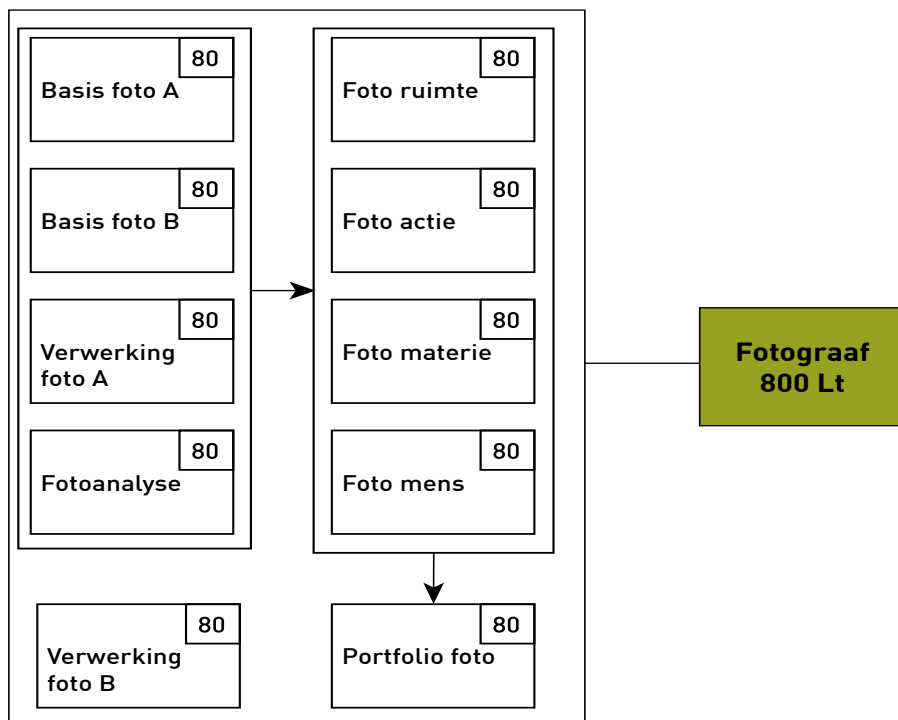 80
Basis foto A
80
Basis foto B
80
Verwerking
foto A
80
Fotoanalyse
80
Verwerking
foto B
80
Foto ruimte
80
Foto actie
80
Foto materie
80
Foto mens
80
Portfolio foto
Fotograaf
800 Lt